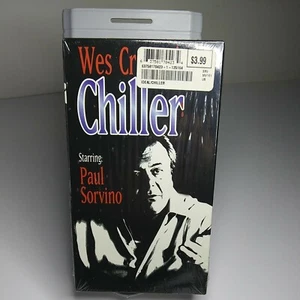 Wes Cr
$3.99
Chiller
Starring:
Paul
Sorvino